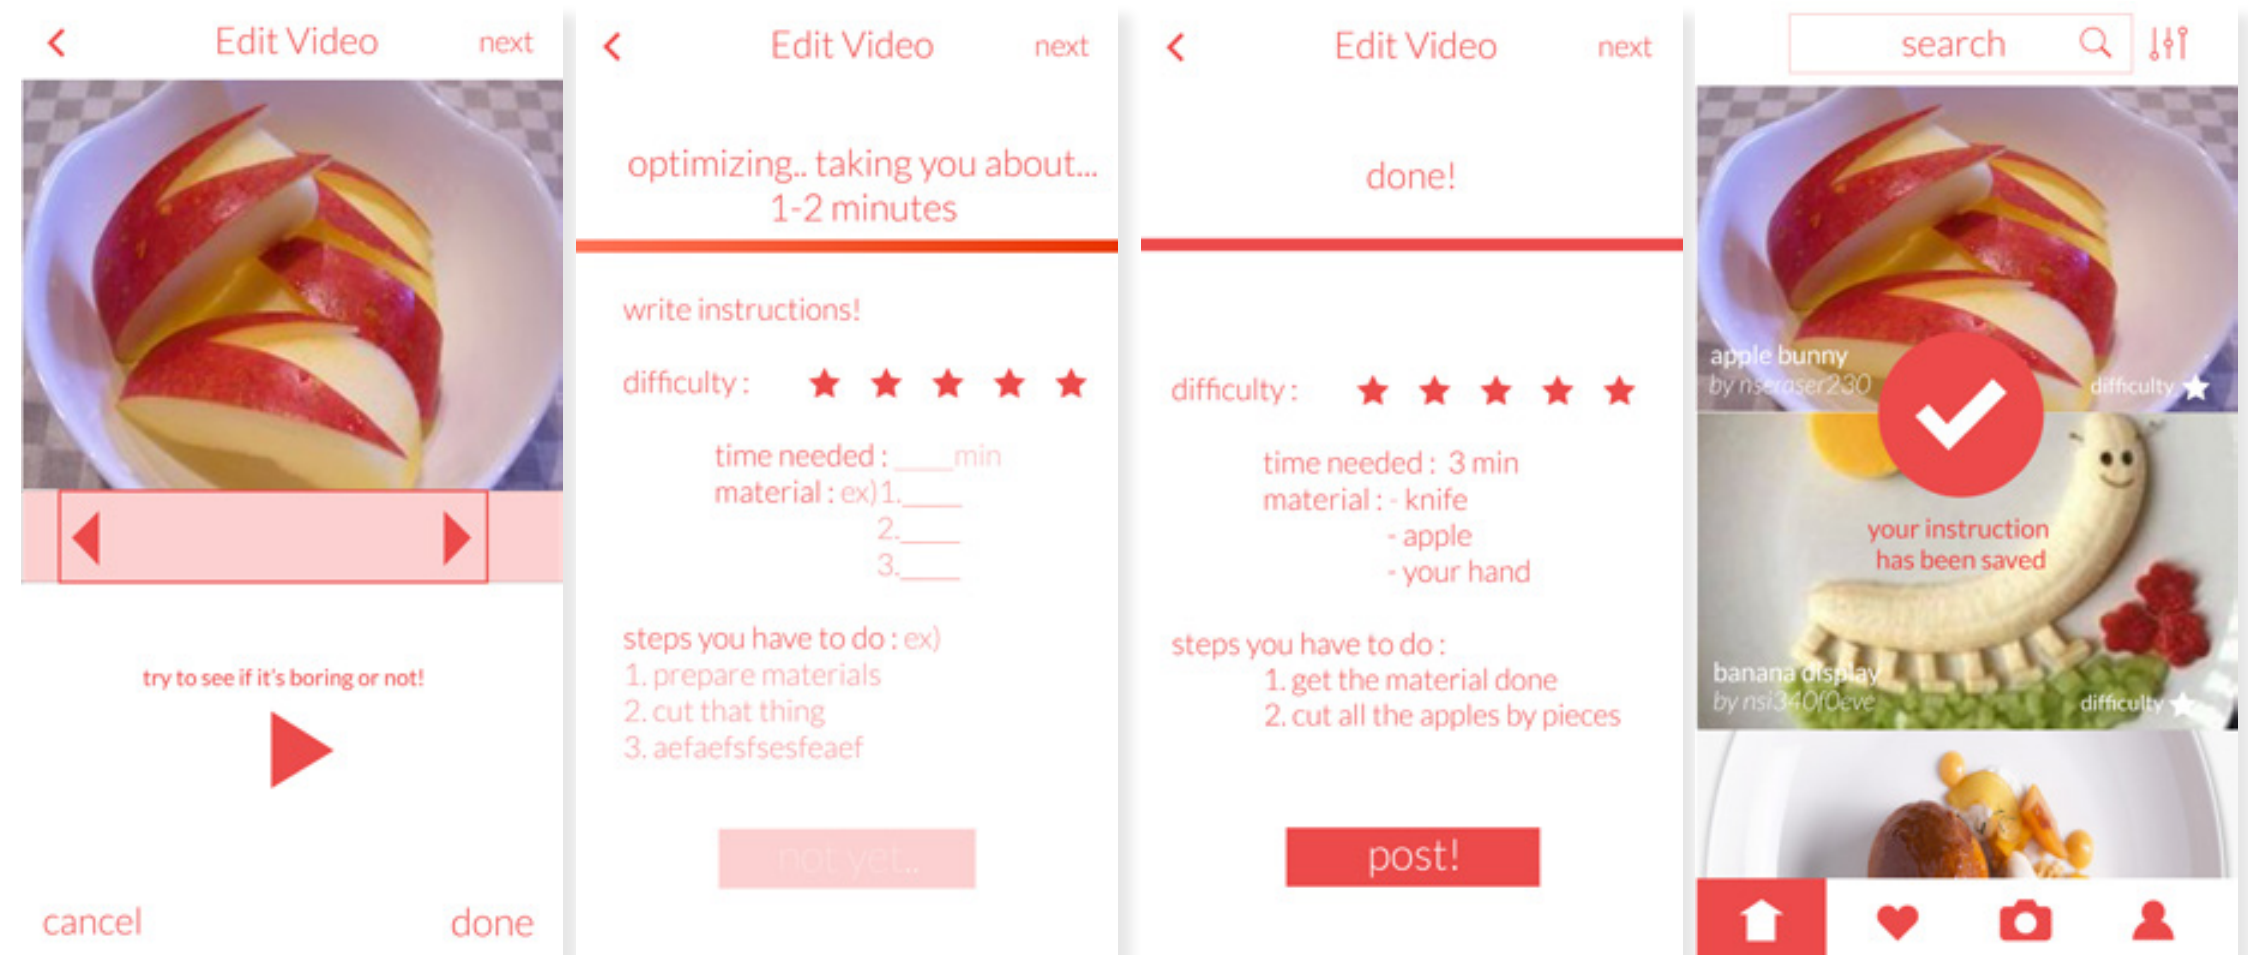 Edit Video
next
try to see if it's boring or not!
cancel
done
Edit Video
next
optimizing.. taking you about...
1-2 minutes
write instructions!
difficulty :
time needed : ____min
material : ex) 1.____
2.____
3.____
steps you have to do : ex)
1. prepare materials
2. cut that thing
3. aefaefsfsesfeaef
not yet..
Edit Video
next
done!
difficulty :
time needed : 3 min
material : - knife
- apple
- your hand
steps you have to do :
1. get the material done
2. cut all the apples by pieces
post!
search
apple bunny
by nseraser230
difficulty
your instruction
has been saved
banana display
by nsi340f0eve
difficulty